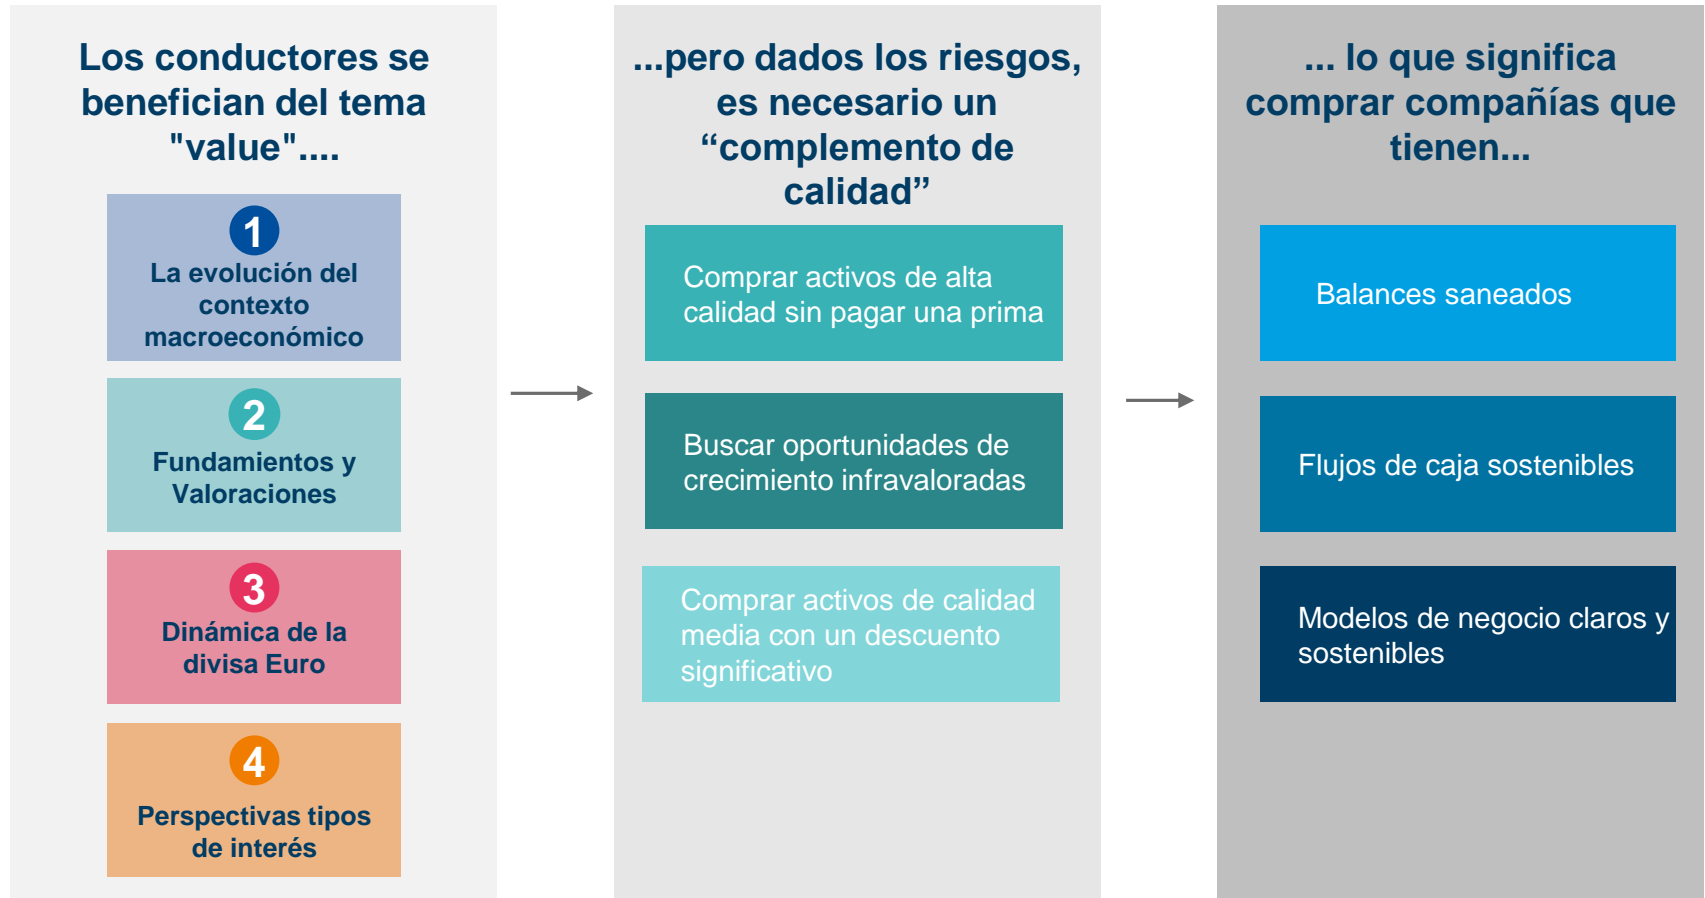 Los conductores se
benefician del tema
"value"....
1
La evolución del
contexto
macroeconómico
2
Fundamientos y
Valoraciones
3
Dinámica de la
divisa Euro
4
Perspectivas tipos
de interés
...pero dados los riesgos,
es necesario un
“complemento de
calidad”
Comprar activos de alta
calidad sin pagar una prima
Buscar oportunidades de
crecimiento infravaloradas
Comprar activos de calidad
media con un descuento
significativo
... lo que significa
comprar compañías que
tienen...
Balances saneados
Flujos de caja sostenibles
Modelos de negocio claros y
sostenibles